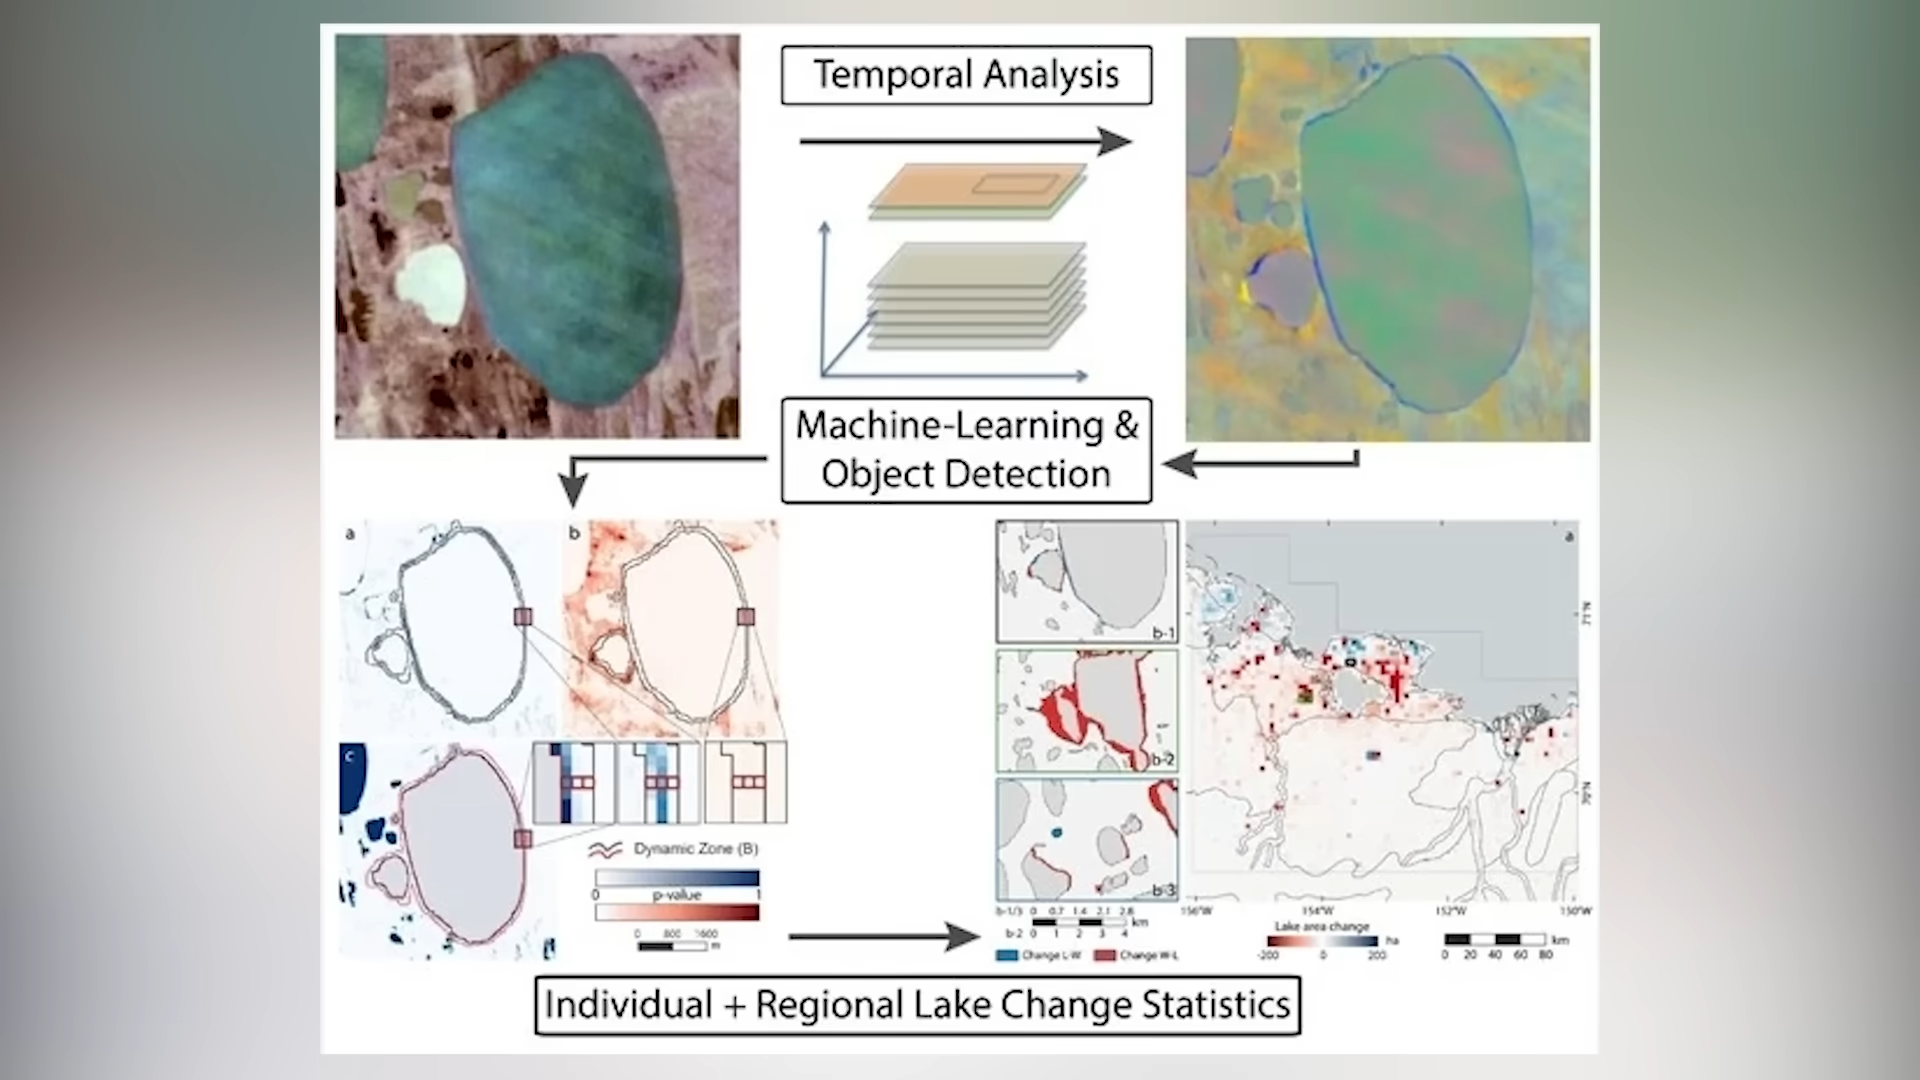 Temporal Analysis
Machine-Learning &
Object Detection
a
b
c
Dynamic Zone (B)
0 p-value 1
0 800 1600
m
b-1
b-2
b-3
b-1/3 0 0.7 1.4 2.1 2.8
km
b-2 0 1 2 3 4
Change L-W Change W-L
a
71°N
70°N
156°W 154°W 152°W 150°W
Lake area change
ha
-200 0 200
km
0 20 40 60 80
Individual + Regional Lake Change Statistics